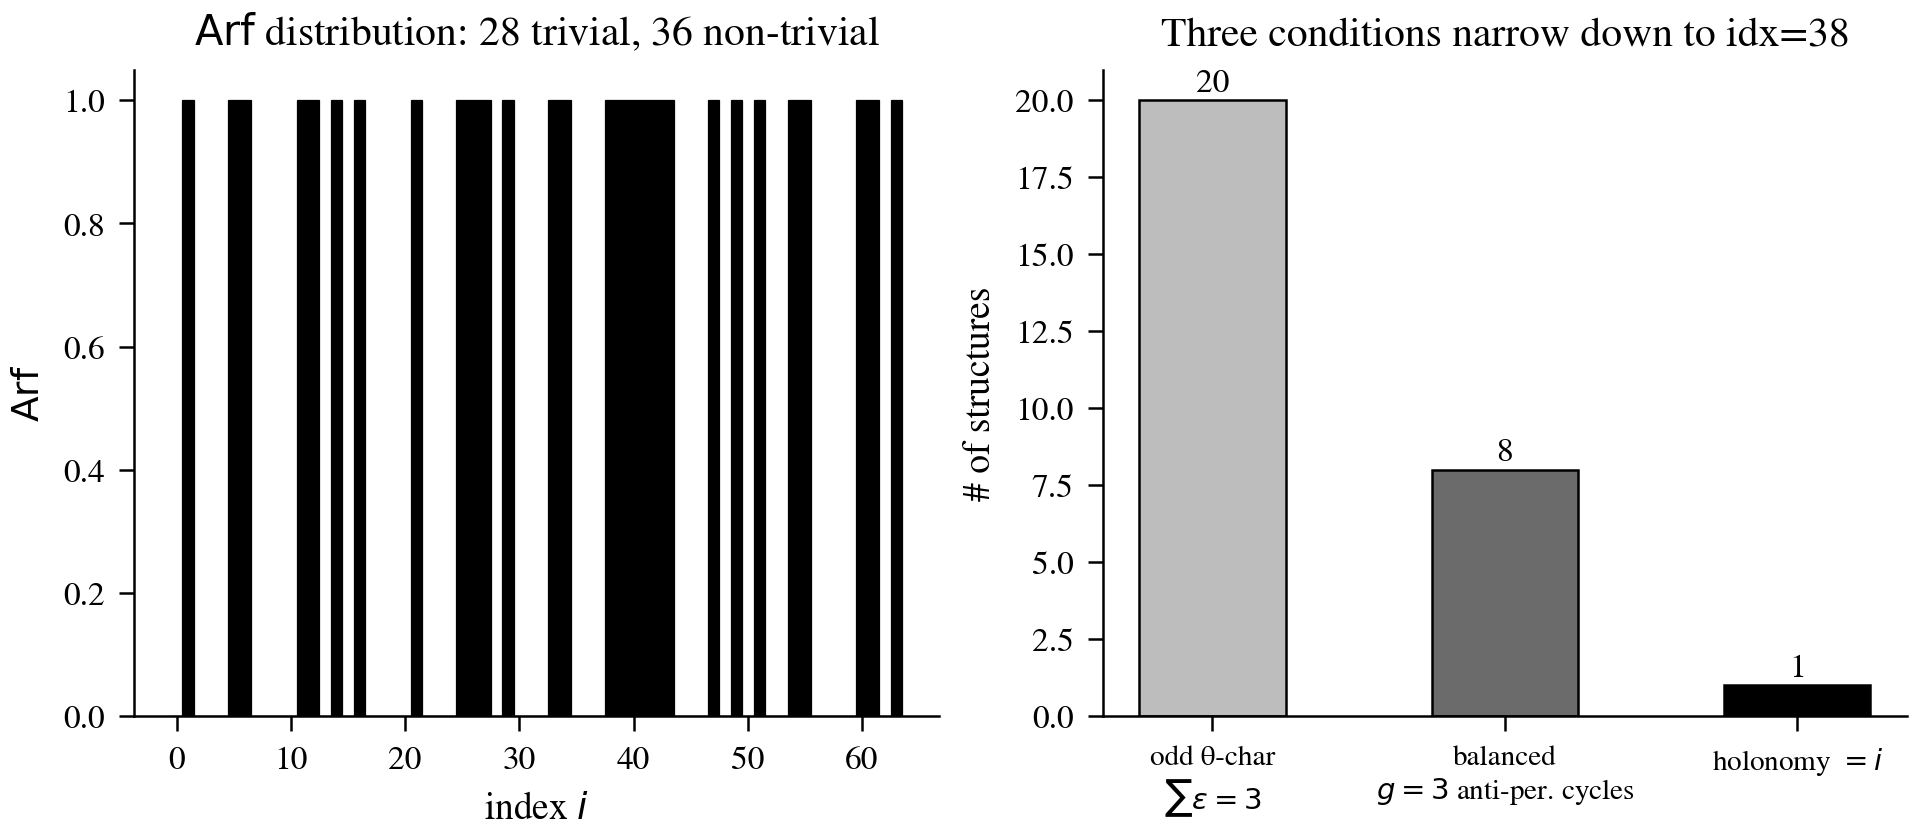 Arf distribution: 28 trivial, 36 non-trivial
Arf
1.0
0.8
0.6
0.4
0.2
0.0
0 10 20 30 40 50 60
index i
Three conditions narrow down to idx=38
# of structures
20.0
17.5
15.0
12.5
10.0
7.5
5.0
2.5
0.0
20
8
1
odd θ-char
∑ε = 3
balanced
g = 3 anti-per. cycles
holonomy = i